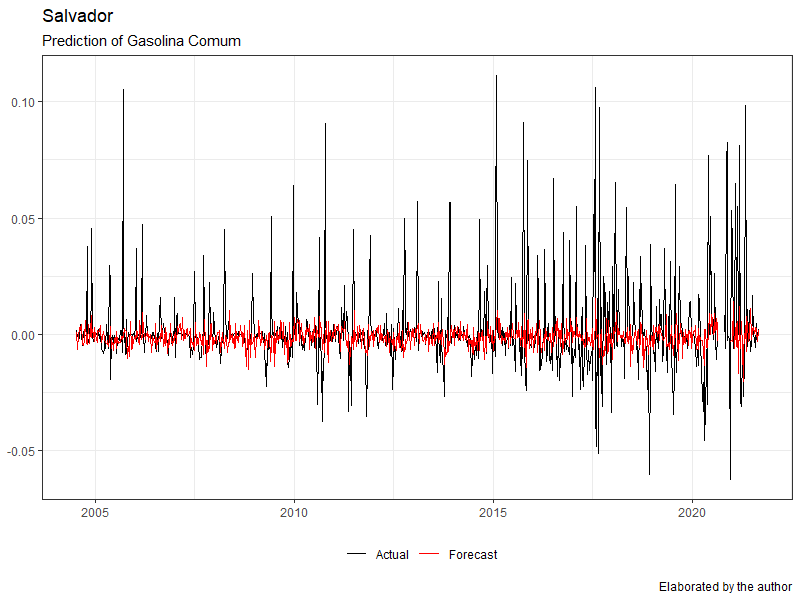 Salvador
Prediction of Gasolina Comum
0.10
0.05
0.00
-0.05
2005 2010 2015 2020
Actual Forecast
Elaborated by the author